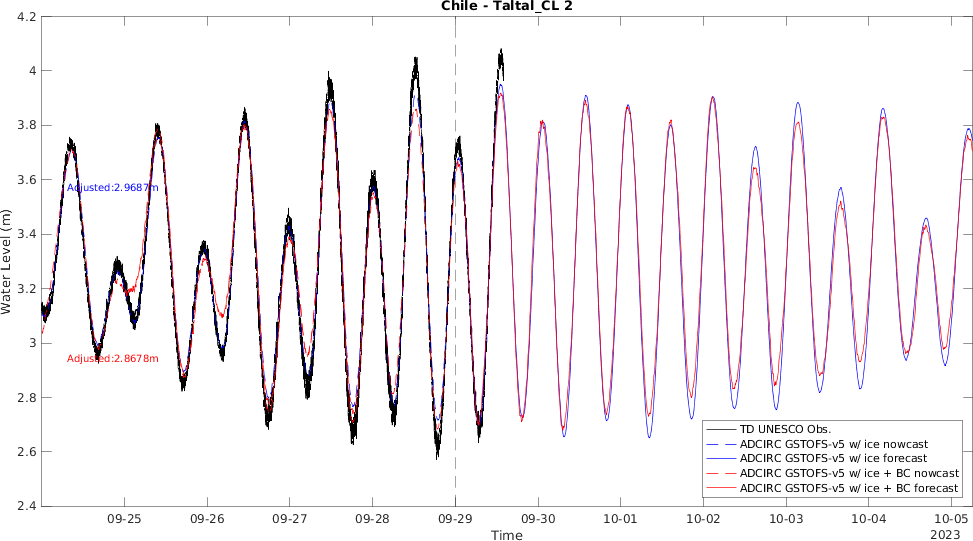 Chile - Taltal_CL 2
4.2
4
3.8
3.6
3.4
3.2
3
2.8
2.6
2.4
Water Level (m)
Adjusted:2.9687m
Adjusted:2.8678m
TD UNESCO Obs.
ADCIRC GSTOFS-v5 w/ ice nowcast
ADCIRC GSTOFS-v5 w/ ice forecast
ADCIRC GSTOFS-v5 w/ ice + BC nowcast
ADCIRC GSTOFS-v5 w/ ice + BC forecast
09-25 09-26 09-27 09-28 09-29 09-30 10-01 10-02 10-03 10-04 10-05
2023
Time